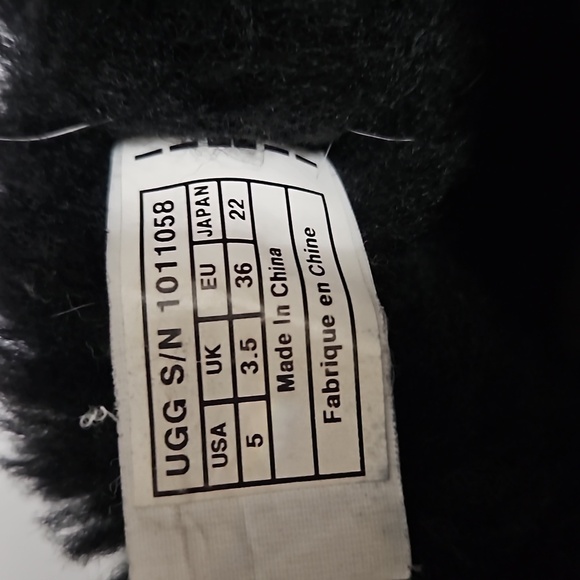 UGG S/N 1011058
USA UK EU JAPAN
5 3.5 36 22
Made In China
Fabrique en Chine